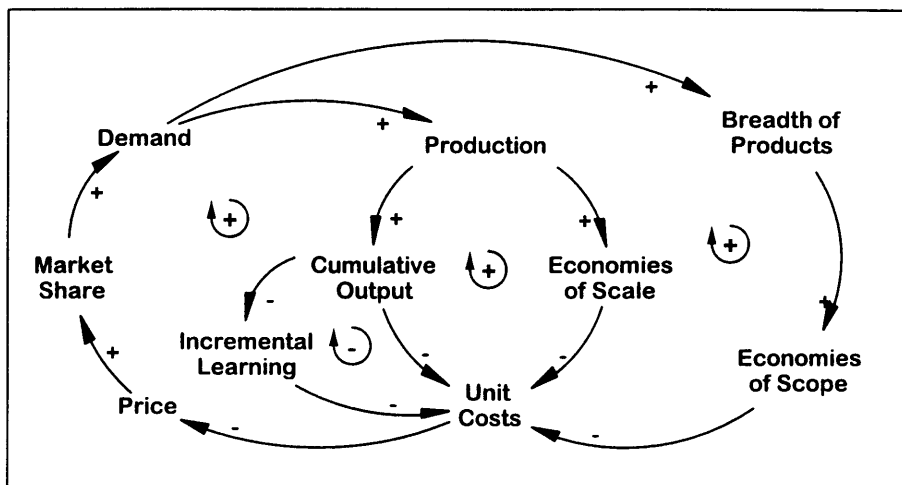 +
Demand
+
Production
Breadth of
Products
+
+
+
+
+
+
Market
Share
Cumulative
Output
+
Economies
of Scale
-
Incremental
Learning
-
-
-
+
Economies
of Scope
+
Price
-
Unit
Costs
-
-